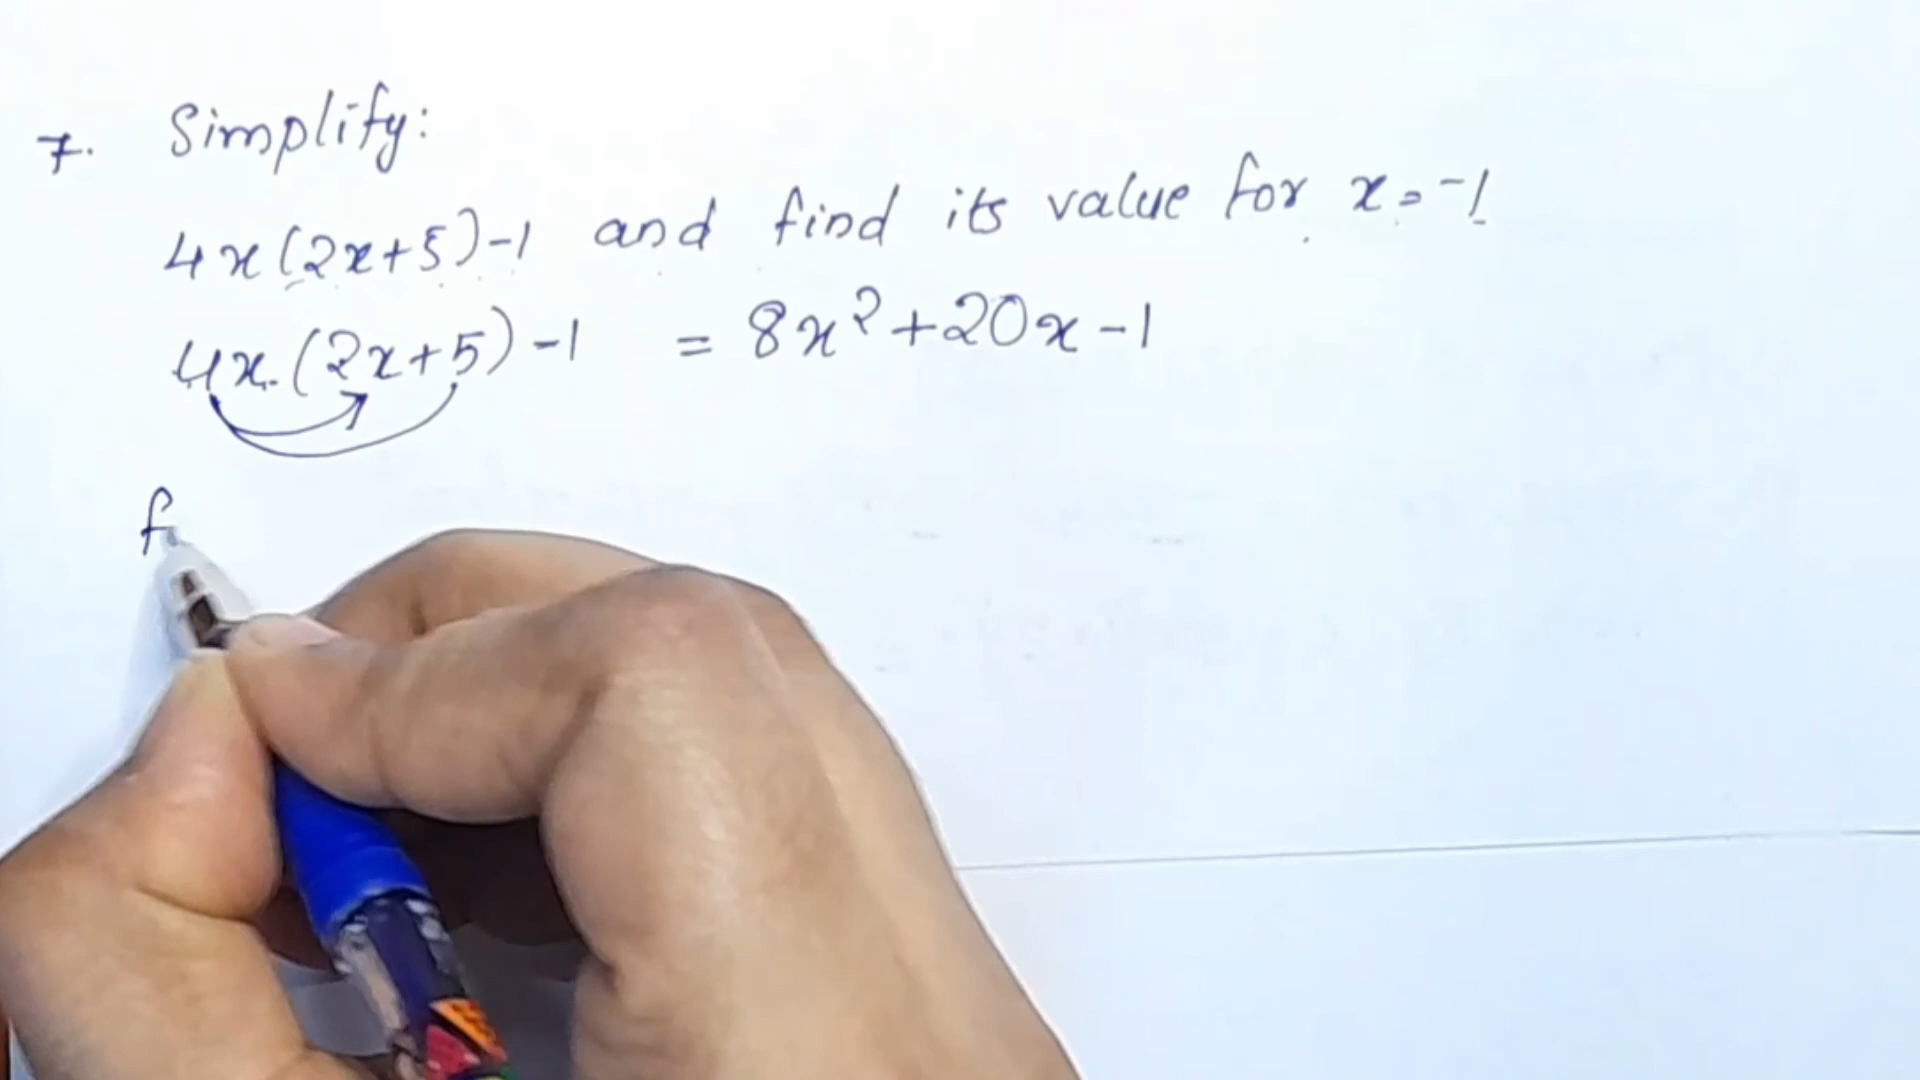 7. Simplify:
4x(2x+5)-1 and find its value for x=-1
4x.(2x+5)-1 = 8x²+20x-1
f